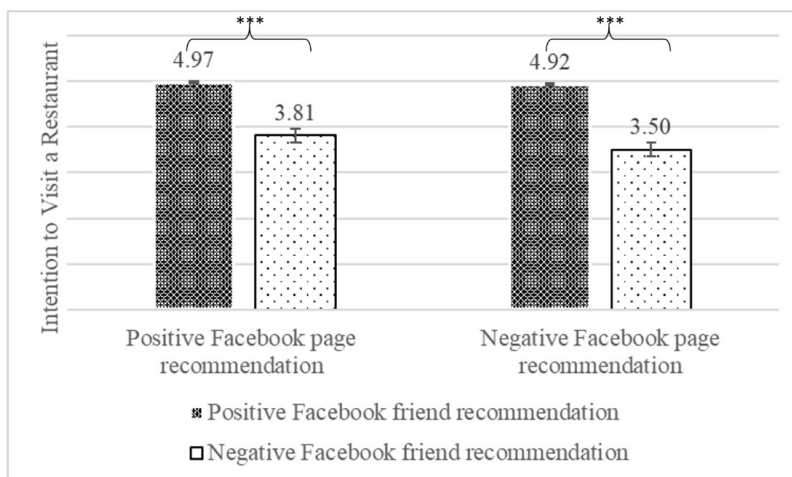 *** ***
4.97 4.92
3.81 3.50
Intention to Visit a Restaurant
Positive Facebook page
recommendation
Negative Facebook page
recommendation
Positive Facebook friend recommendation
Negative Facebook friend recommendation